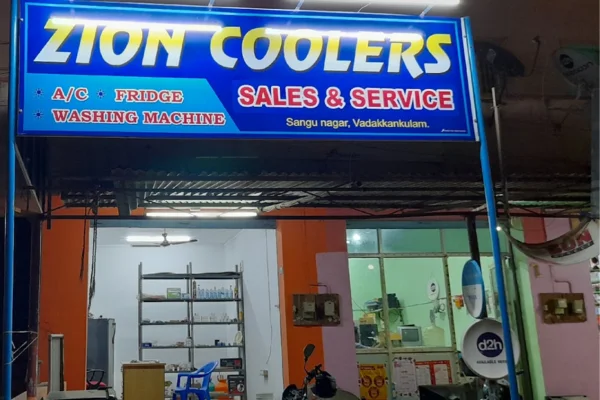 ZION COOLERS
* A/C * FRIDGE
* WASHING MACHINE
SALES & SERVICE
Sangu nagar, Vadakkankulam.
d2h